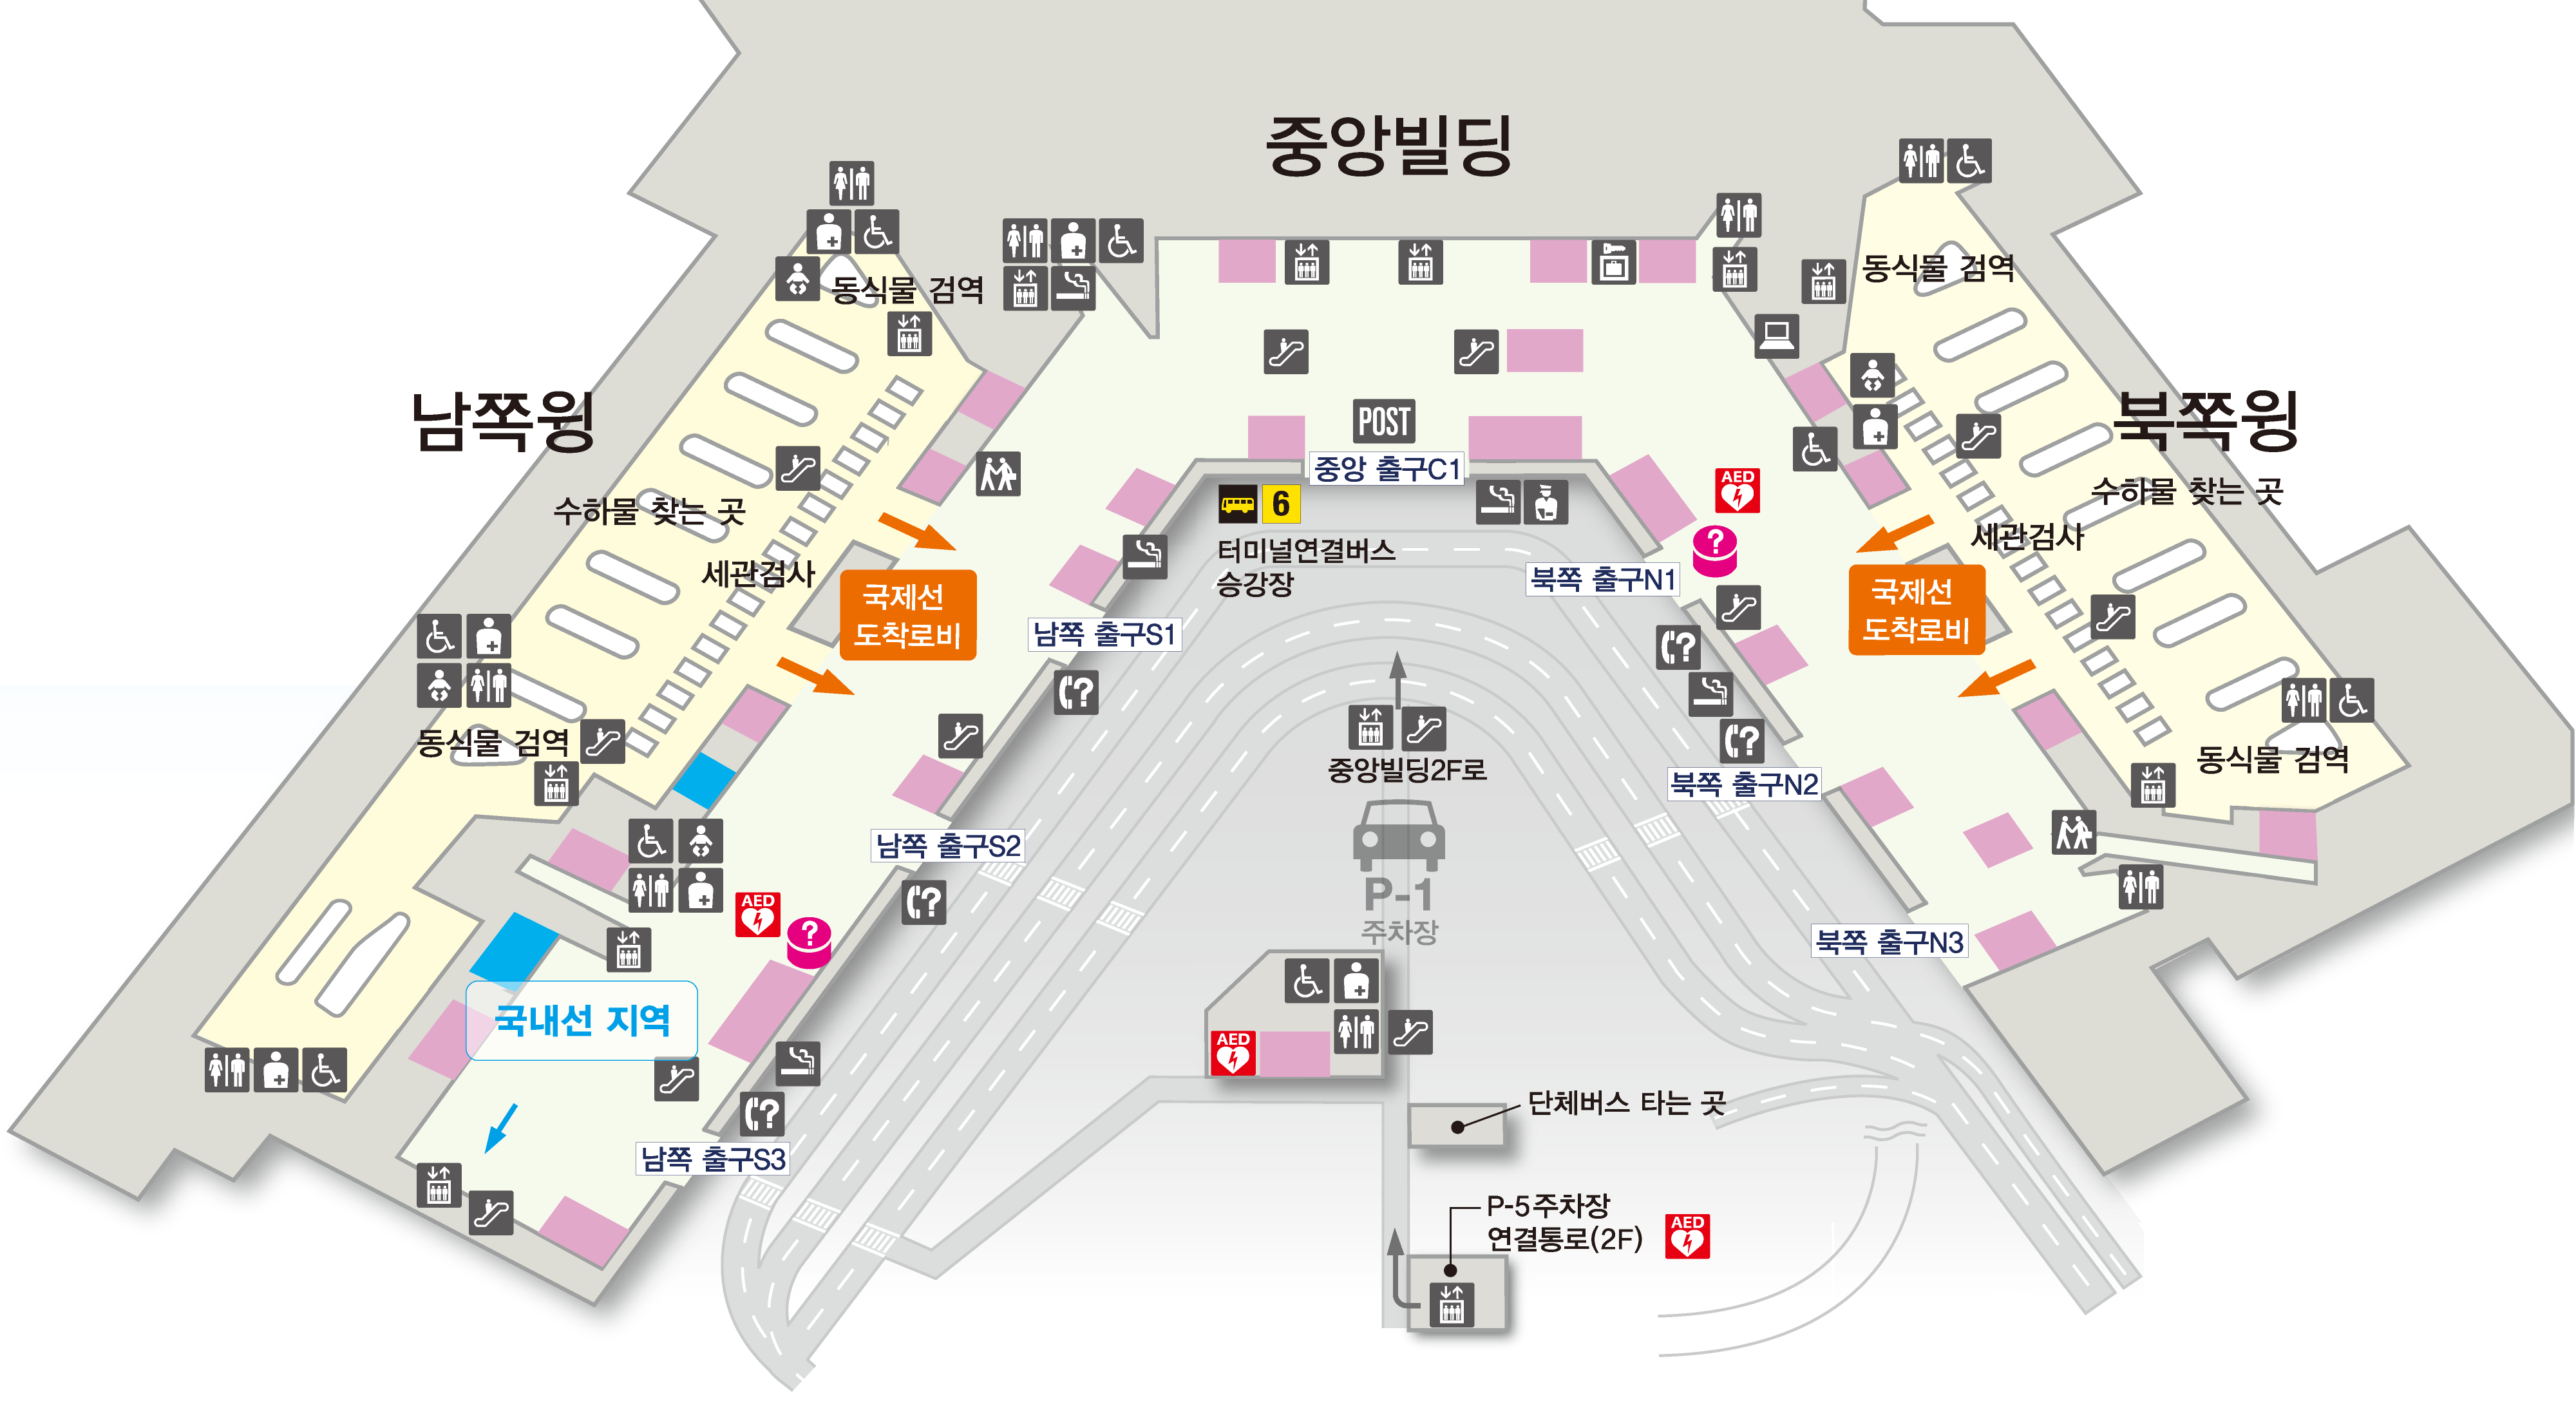 중앙빌딩
남쪽윙
북쪽윙
동식물 검역
동식물 검역
POST
중앙 출구C1
AED
?
수하물 찾는 곳
수하물 찾는 곳
세관검사
세관검사
6
터미널연결버스
승강장
국제선
도착로비
국제선
도착로비
북쪽 출구N1
남쪽 출구S1
?
?
?
동식물 검역
동식물 검역
중앙빌딩2F로
북쪽 출구N2
남쪽 출구S2
?
P-1
주차장
AED
?
북쪽 출구N3
국내선 지역
AED
?
남쪽 출구S3
단체버스 타는 곳
P-5주차장
연결통로(2F)
AED